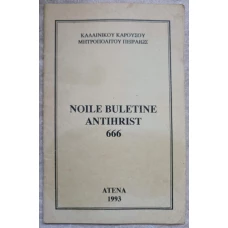 ΚΑΛΛΙΝΙΚΟΥ ΚΑΡΟΥΣΟΥ
ΜΗΤΡΟΠΟΛΙΤΟΥ ΠΕΙΡΑΙΩΣ
NOILE BULETINE
ANTIHRIST
666
ATENA
1993